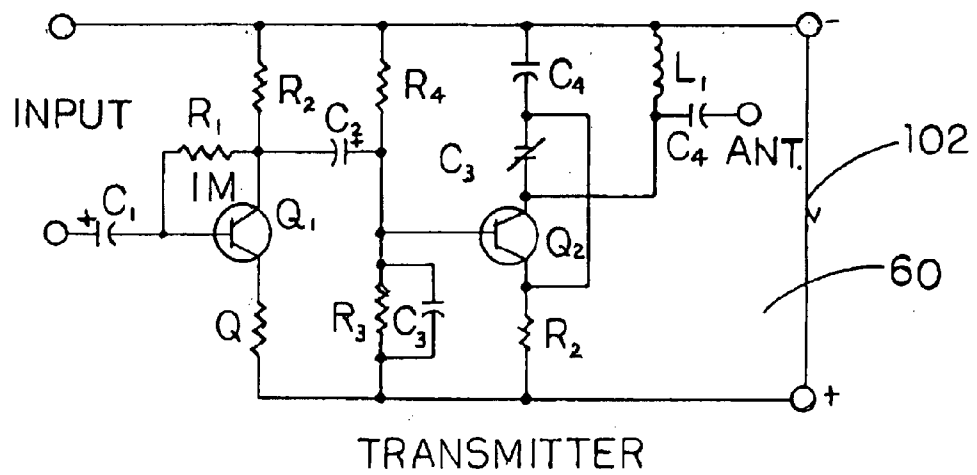 -
R₂
R₄
C₄
L₁
INPUT
R₁
C₂
+
C₃
C₄
ANT.
102
1M
+
C₁
Q₁
Q₂
60
Q
R₃
C₃
R₂
+
TRANSMITTER